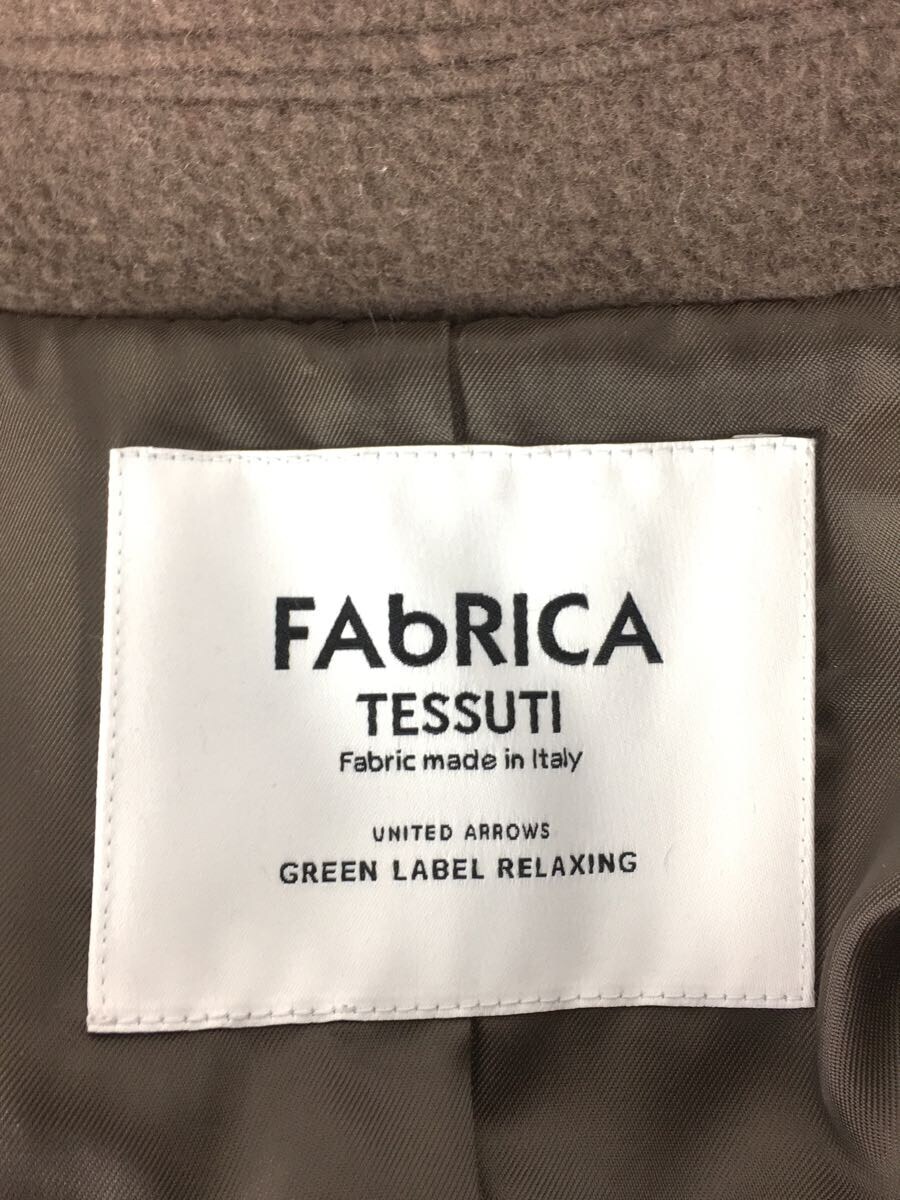 FAbRICA
TESSUTI
Fabric made in Italy
UNITED ARROWS
GREEN LABEL RELAXING